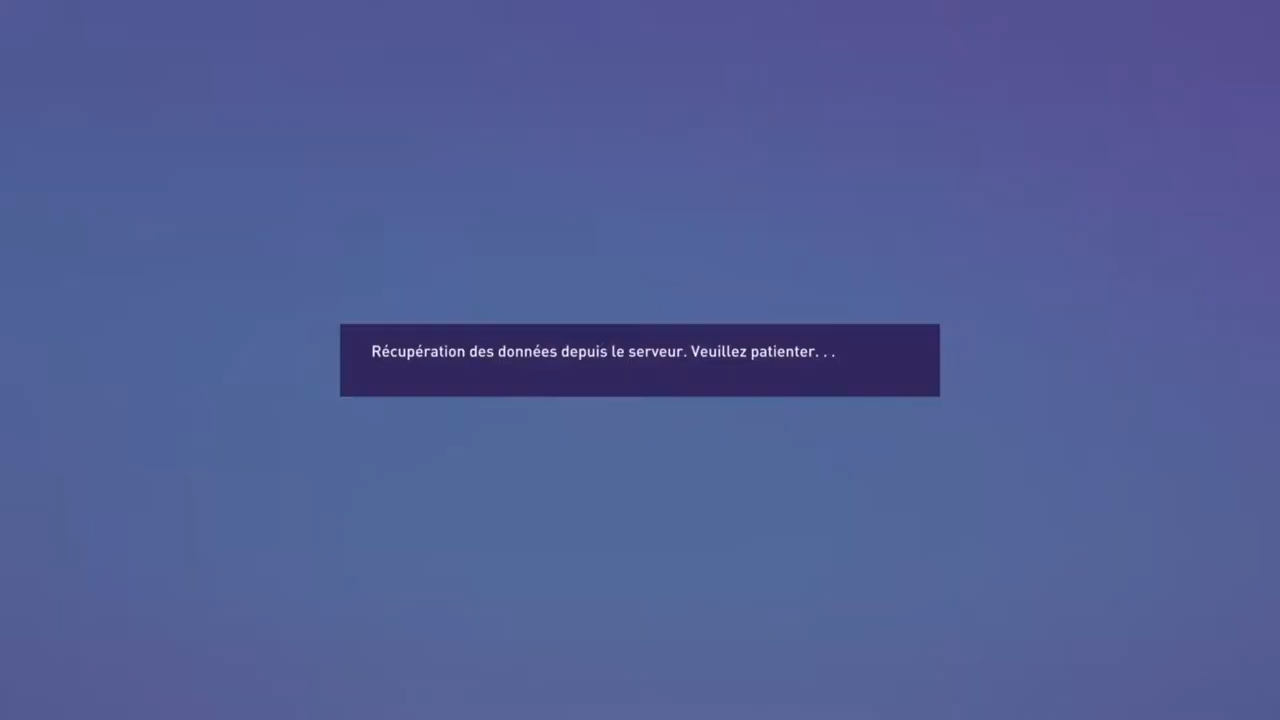 Récupération des données depuis le serveur. Veuillez patienter. . .